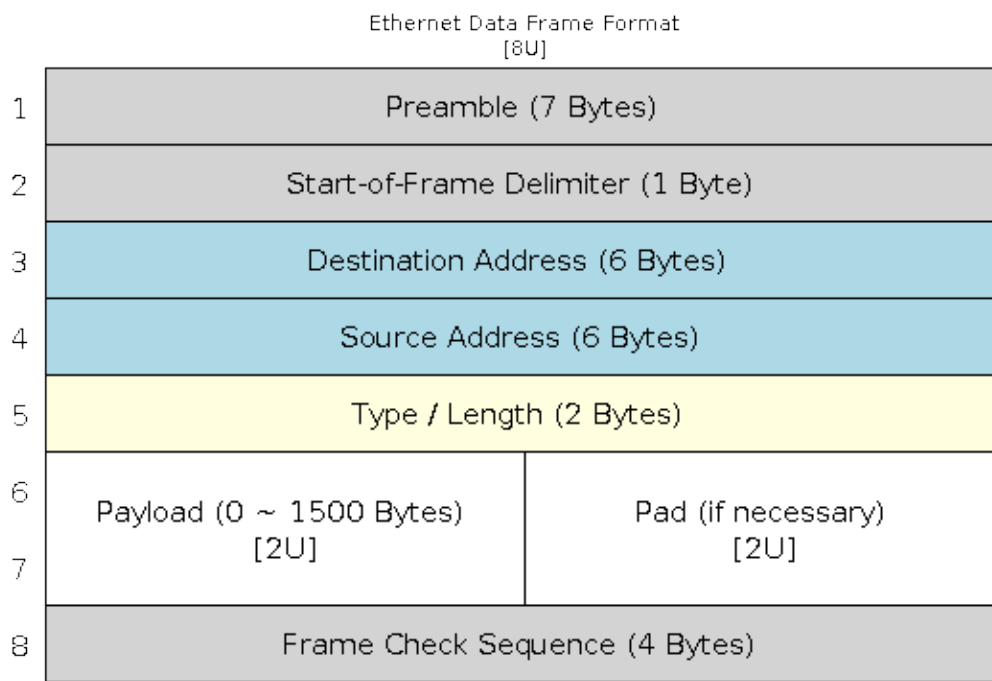 Ethernet Data Frame Format
[8U]
1
Preamble (7 Bytes)
2
Start-of-Frame Delimiter (1 Byte)
3
Destination Address (6 Bytes)
4
Source Address (6 Bytes)
5
Type / Length (2 Bytes)
6
Payload (0 ~ 1500 Bytes)
[2U]
Pad (if necessary)
[2U]
7
8
Frame Check Sequence (4 Bytes)